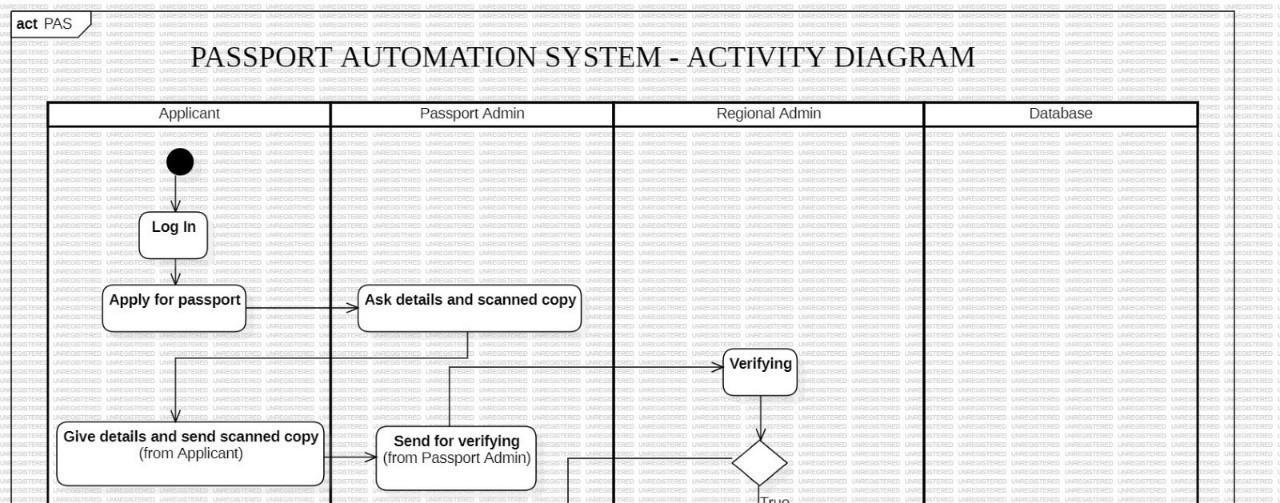 act PAS
PASSPORT AUTOMATION SYSTEM - ACTIVITY DIAGRAM
Applicant
Passport Admin
Regional Admin
Database
Log In
Apply for passport
Ask details and scanned copy
Verifying
Give details and send scanned copy
(from Applicant)
Send for verifying
(from Passport Admin)
True
UNREGISTERED